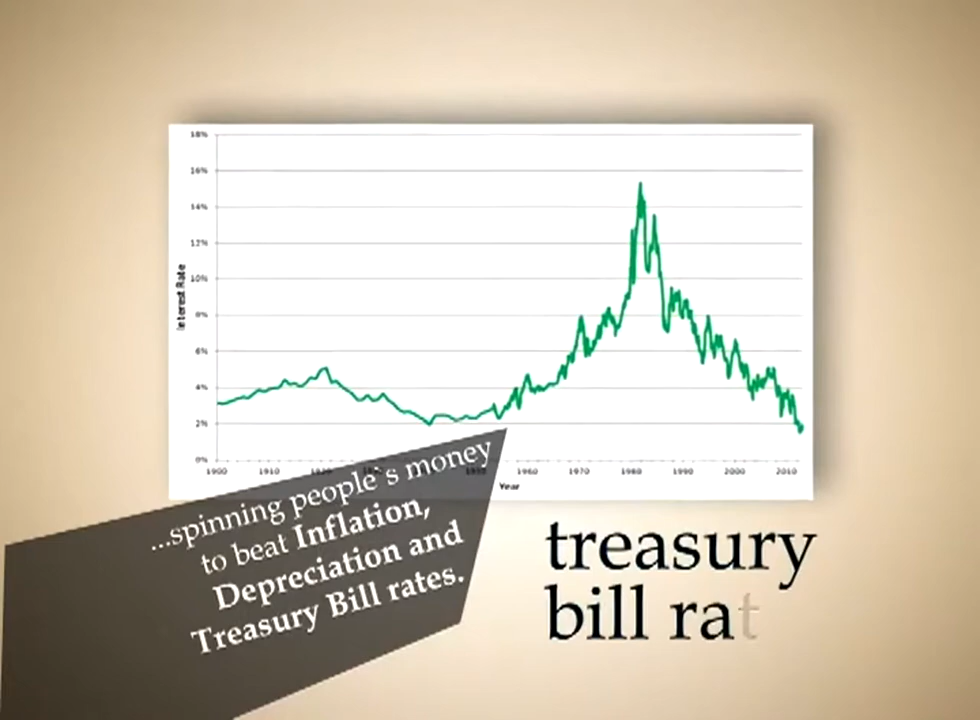 18%
16%
14%
12%
10%
8%
6%
4%
2%
0%
Interest Rate
1900 1910 1920 1950 1960 1970 1980 1990 2000 2010
Year
...spinning people`s money
to beat Inflation,
Depreciation and
Treasury Bill rates.
treasury
bill rat